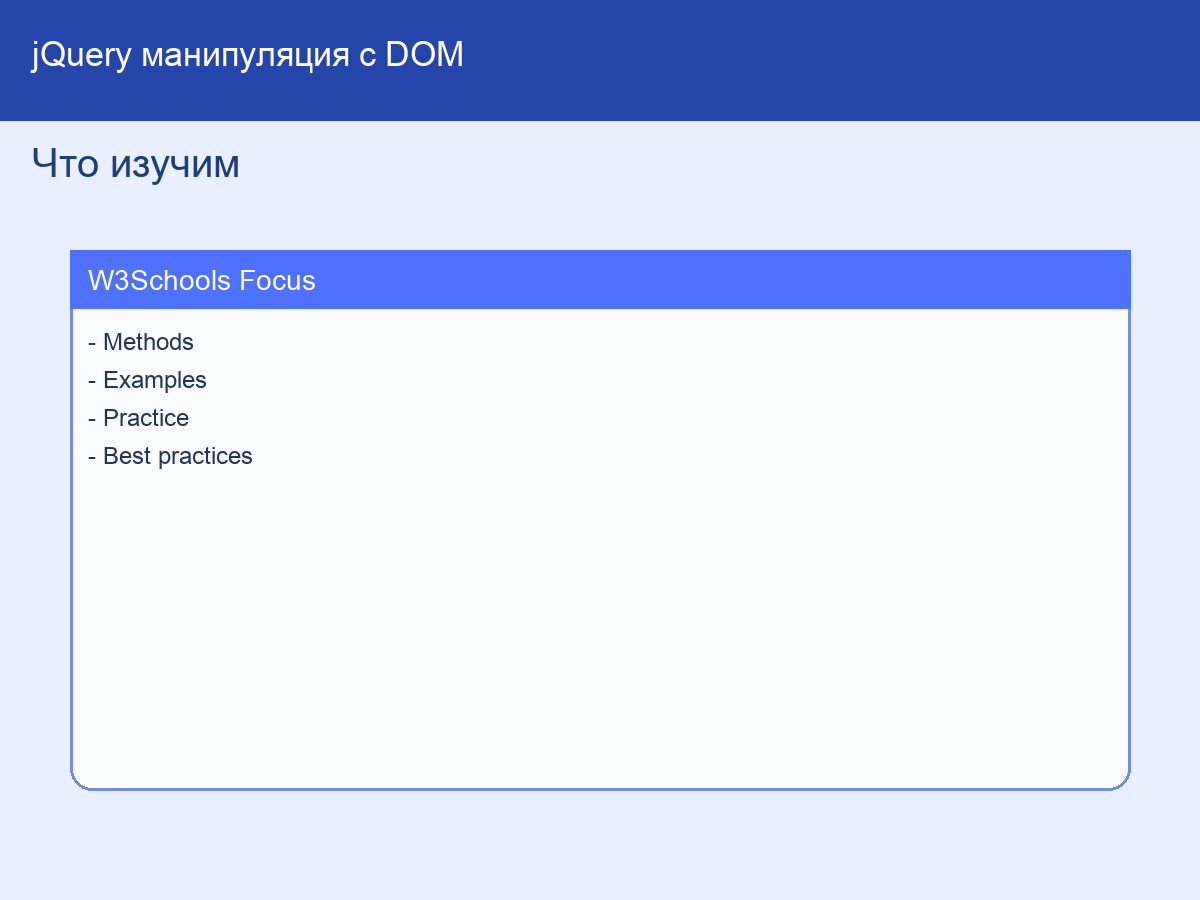 jQuery манипуляция с DOM
Что изучим
W3Schools Focus
- Methods
- Examples
- Practice
- Best practices